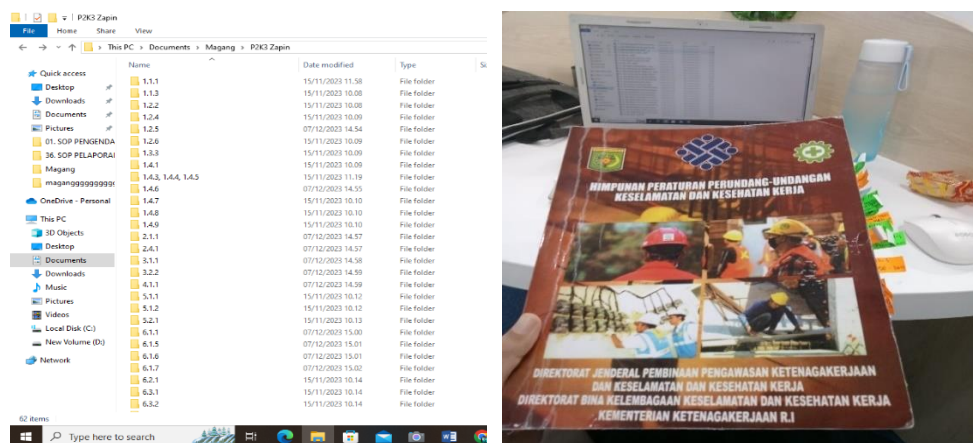 P2K3 Zapin
File Home Share View
This PC > Documents > Magang > P2K3 Zapin
Name Date modified Type
Quick access
Desktop
Downloads
Documents
Pictures
01. SOP PENGENDA
36. SOP PELAPORAI
Magang
OneDrive - Personal
This PC
3D Objects
Desktop
Documents
Downloads
Music
Pictures
Videos
Local Disk (C:)
New Volume (D:)
Network
1.1.1 15/11/2023 11.58 File folder
1.1.3 15/11/2023 10.08 File folder
1.2.2 15/11/2023 10.08 File folder
1.2.4 15/11/2023 10.09 File folder
1.2.5 07/12/2023 14.54 File folder
1.2.6 15/11/2023 10.09 File folder
1.3.3 15/11/2023 10.09 File folder
1.4.1 15/11/2023 10.09 File folder
1.4.3, 1.4.4, 1.4.5 15/11/2023 11.19 File folder
1.4.6 07/12/2023 14.55 File folder
1.4.7 15/11/2023 10.10 File folder
1.4.8 15/11/2023 10.10 File folder
1.4.9 15/11/2023 10.10 File folder
2.1.1 07/12/2023 14.57 File folder
2.4.1 07/12/2023 14.57 File folder
3.1.1 07/12/2023 14.58 File folder
3.2.2 07/12/2023 14.59 File folder
4.1.1 07/12/2023 14.59 File folder
5.1.1 15/11/2023 10.12 File folder
5.1.2 15/11/2023 10.12 File folder
5.2.1 15/11/2023 10.13 File folder
6.1.1 07/12/2023 15.00 File folder
6.1.5 07/12/2023 15.01 File folder
6.1.6 07/12/2023 15.01 File folder
6.1.7 07/12/2023 15.02 File folder
6.2.1 15/11/2023 10.14 File folder
6.3.1 15/11/2023 10.14 File folder
6.3.2 15/11/2023 10.14 File folder
62 items
Type here to search
HIMPUNAN PERATURAN PERUNDANG-UNDANGAN
KESELAMATAN DAN KESEHATAN KERJA
DIREKTORAT JENDERAL PEMBINAAN PENGAWASAN KETENAGAKERJAAN
DAN KESELAMATAN DAN KESEHATAN KERJA
DIREKTORAT BINA KELEMBAGAAN KESELAMATAN DAN KESEHATAN KERJA
KEMENTERIAN KETENAGAKERJAAN R.I